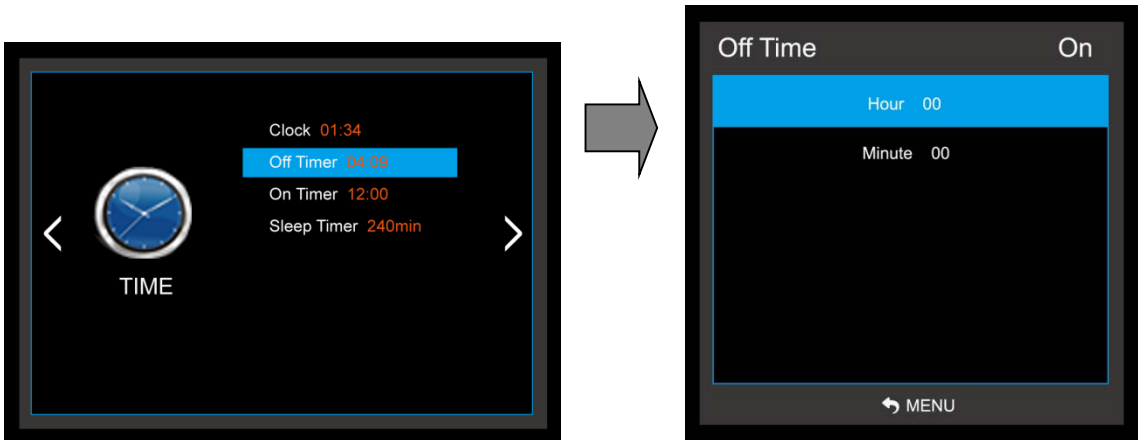 Clock 01:34
Off Timer 04:09
On Timer 12:00
Sleep Timer 240min
TIME
Off Time On
Hour 00
Minute 00
MENU